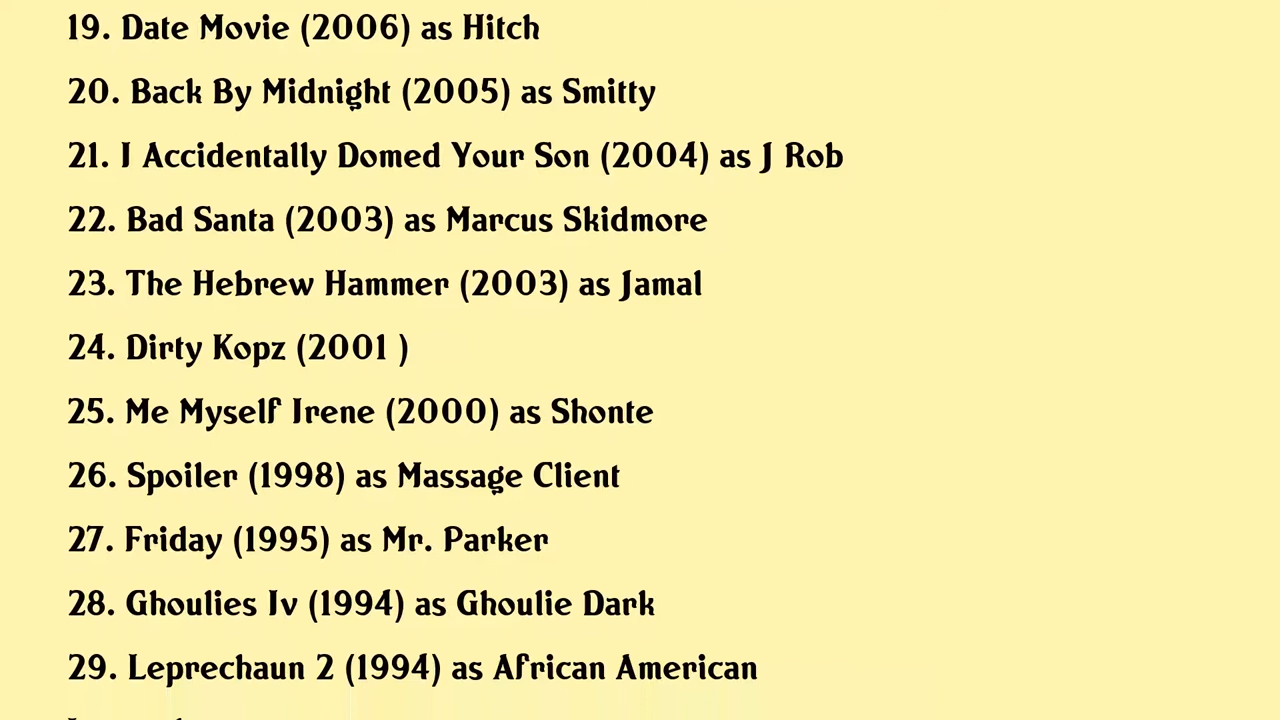 19. Date Movie (2006) as Hitch
20. Back By Midnight (2005) as Smitty
21. I Accidentally Domed Your Son (2004) as J Rob
22. Bad Santa (2003) as Marcus Skidmore
23. The Hebrew Hammer (2003) as Jamal
24. Dirty Kopz (2001 )
25. Me Myself Irene (2000) as Shonte
26. Spoiler (1998) as Massage Client
27. Friday (1995) as Mr. Parker
28. Ghoulies Iv (1994) as Ghoulie Dark
29. Leprechaun 2 (1994) as African American